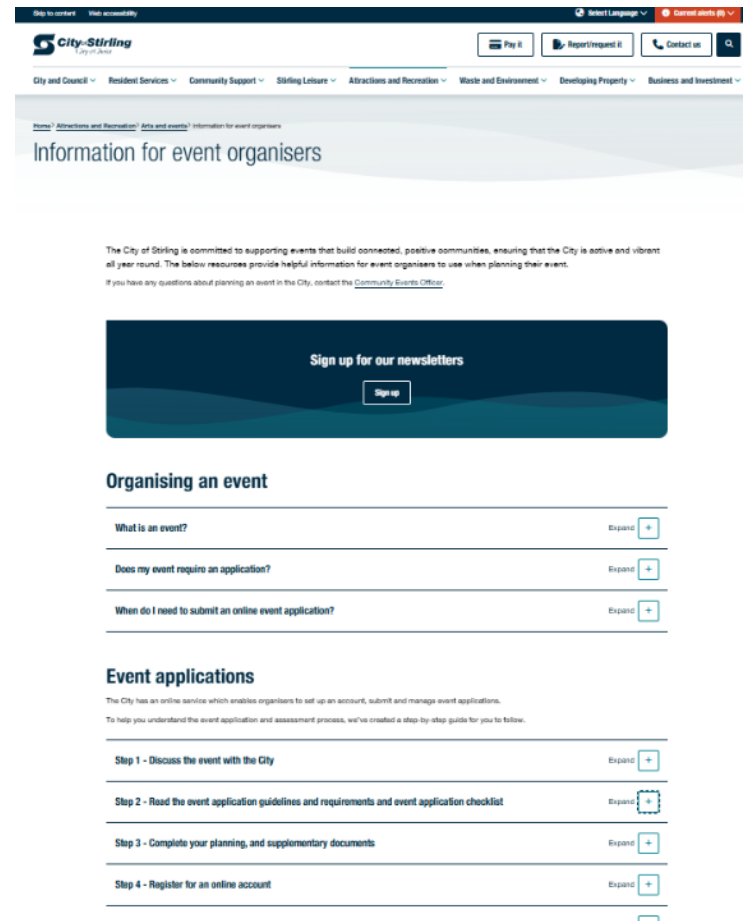 Skip to content Web accessibility Select Language Current alerts (0)
City of Stirling
City of Choice
Pay it Report/request it Contact us
City and Council Resident Services Community Support Stirling Leisure Attractions and Recreation Waste and Environment Developing Property Business and Investment
Home> Attractions and Recreation> Arts and events> Information for event organisers
Information for event organisers
The City of Stirling is committed to supporting events that build connected, positive communities, ensuring that the City is active and vibrant
all year round. The below resources provide helpful information for event organisers to use when planning their event.
If you have any questions about planning an event in the City, contact the Community Events Officer.
Sign up for our newsletters
Sign up
Organising an event
What is an event? Expand +
Does my event require an application? Expand +
When do I need to submit an online event application? Expand +
Event applications
The City has an online service which enables organisers to set up an account, submit and manage event applications.
To help you understand the event application and assessment process, we've created a step-by-step guide for you to follow.
Step 1 - Discuss the event with the City Expand +
Step 2 - Read the event application guidelines and requirements and event application checklist Expand +
Step 3 - Complete your planning, and supplementary documents Expand +
Step 4 - Register for an online account Expand +